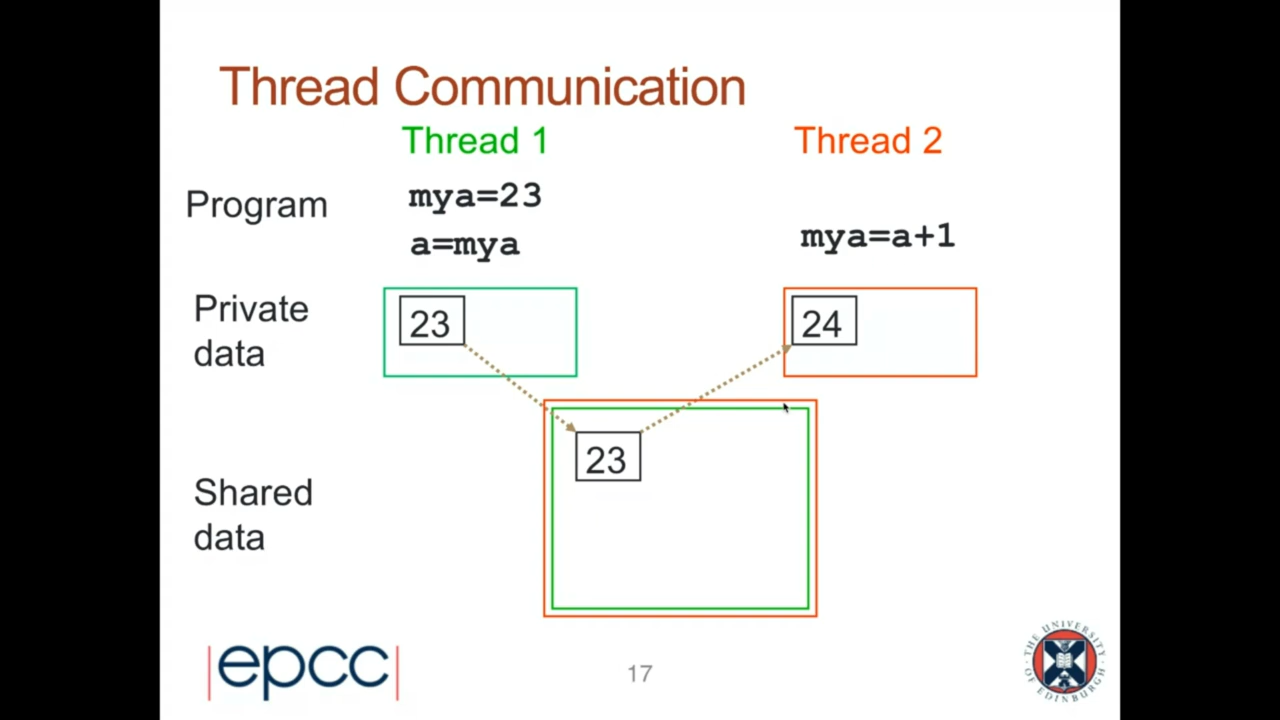 Thread Communication
Thread 1
Thread 2
Program
mya=23
a=mya
mya=a+1
Private
data
23
24
Shared
data
23
|epcc|
17
THE UNIVERSITY
OF EDINBURGH